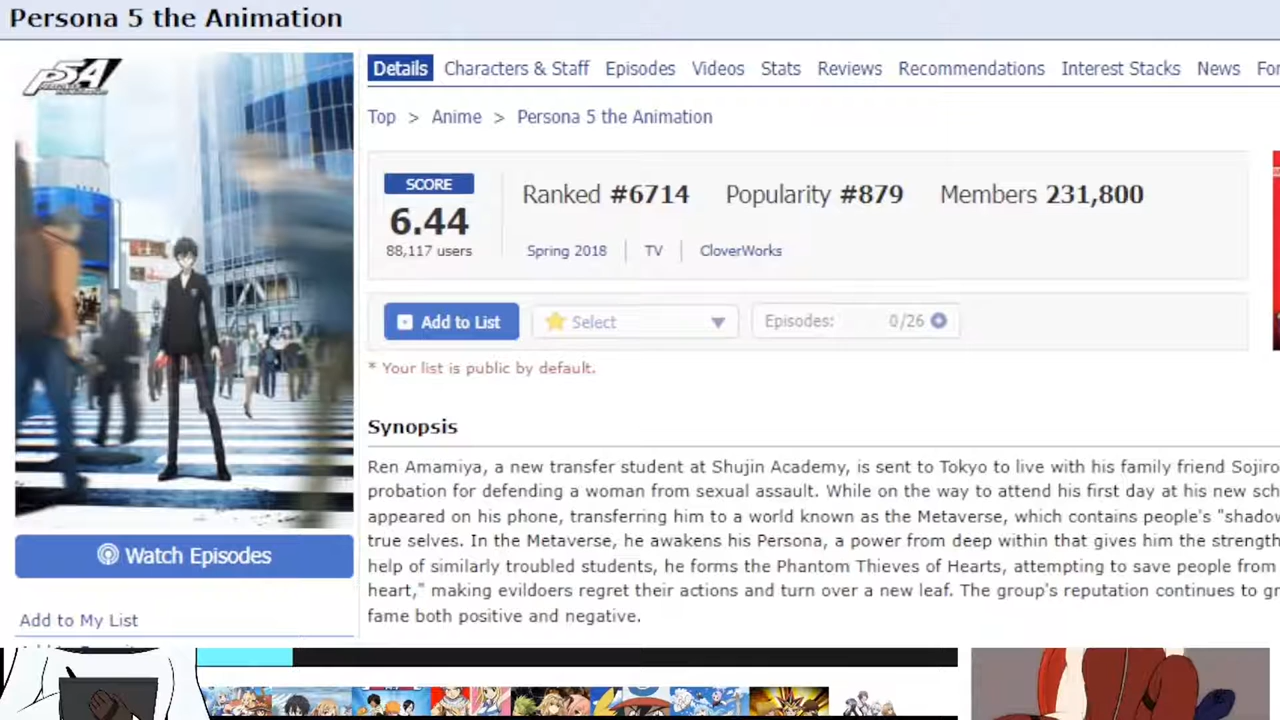 Persona 5 the Animation
P5A
Details Characters & Staff Episodes Videos Stats Reviews Recommendations Interest Stacks News For
Top > Anime > Persona 5 the Animation
SCORE
6.44
88,117 users
Ranked #6714 Popularity #879 Members 231,800
Spring 2018 TV CloverWorks
Add to List Select Episodes: 0/26
* Your list is public by default.
Synopsis
Ren Amamiya, a new transfer student at Shujin Academy, is sent to Tokyo to live with his family friend Sojiro
probation for defending a woman from sexual assault. While on the way to attend his first day at his new sch
appeared on his phone, transferring him to a world known as the Metaverse, which contains people's "shadow
true selves. In the Metaverse, he awakens his Persona, a power from deep within that gives him the strength
help of similarly troubled students, he forms the Phantom Thieves of Hearts, attempting to save people from
heart," making evildoers regret their actions and turn over a new leaf. The group's reputation continues to gr
fame both positive and negative.
Watch Episodes
Add to My List